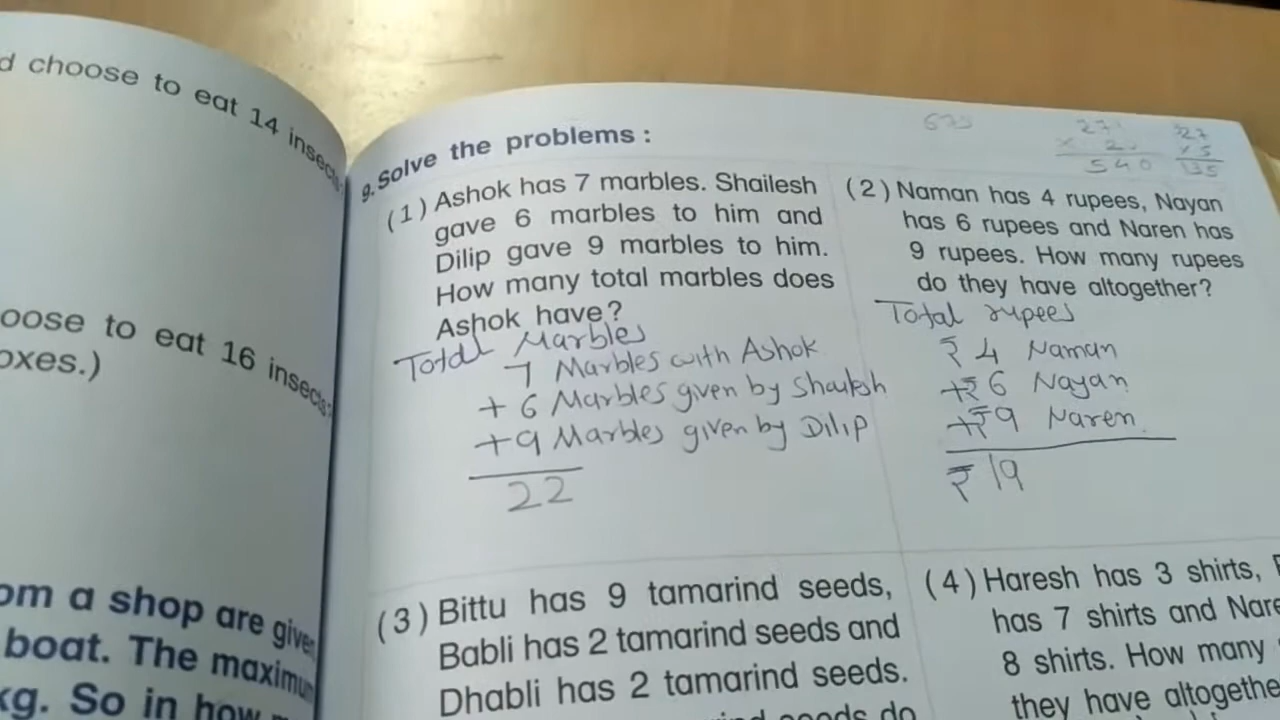 d choose to eat 14 insects
oose to eat 16 insects
oxes.)
om a shop are given
boat. The maximu
kg. So in how
9. Solve the problems :
(1) Ashok has 7 marbles. Shailesh
gave 6 marbles to him and
Dilip gave 9 marbles to him.
How many total marbles does
Ashok have?
Total Marbles
7 Marbles with Ashok
+ 6 Marbles given by Shailesh
+9 Marbles given by Dilip
22
27
x 5
135
540
(2) Naman has 4 rupees, Nayan
has 6 rupees and Naren has
9 rupees. How many rupees
do they have altogether?
Total rupees
₹ 4 Naman
+₹6 Nayan
+₹9 Naren
₹ 19
(3) Bittu has 9 tamarind seeds,
Babli has 2 tamarind seeds and
Dhabli has 2 tamarind seeds.
do
(4) Haresh has 3 shirts,
has 7 shirts and Nare
8 shirts. How many
they have altogethe